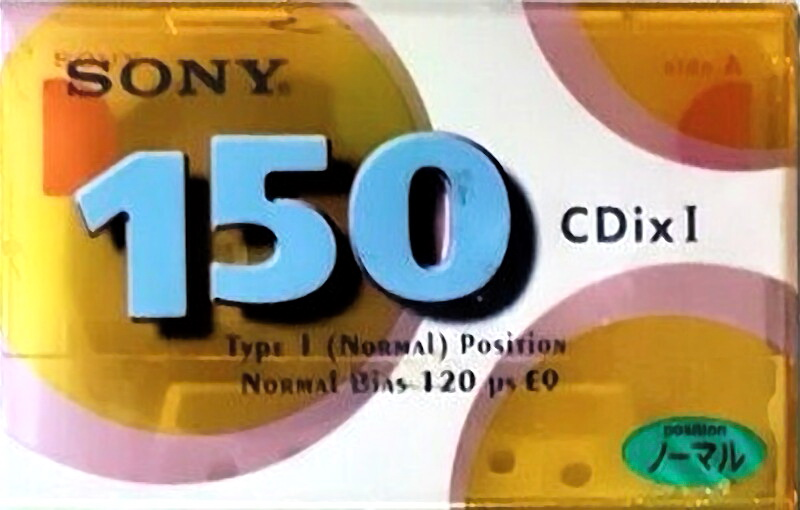 SONY
150
CDix I
Type I (Normal) Position
Normal Bias 120 µs EQ
position
ノーマル